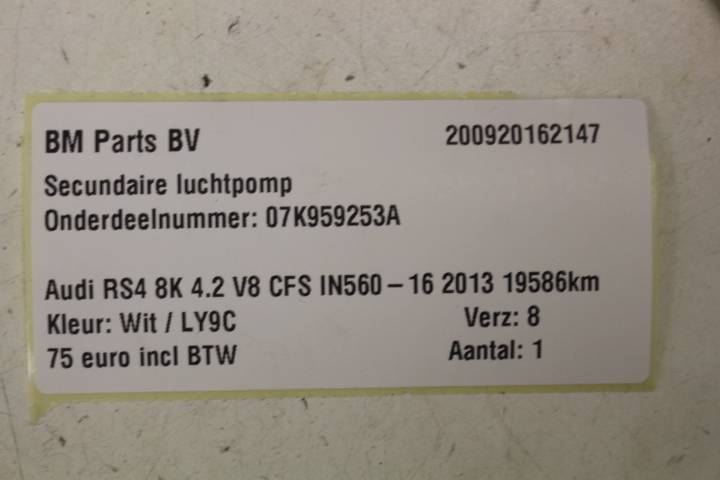 BM Parts BV 200920162147
Secundaire luchtpomp
Onderdeelnummer: 07K959253A
Audi RS4 8K 4.2 V8 CFS IN560-16 2013 19586km
Kleur: Wit / LY9C Verz: 8
75 euro incl BTW Aantal: 1